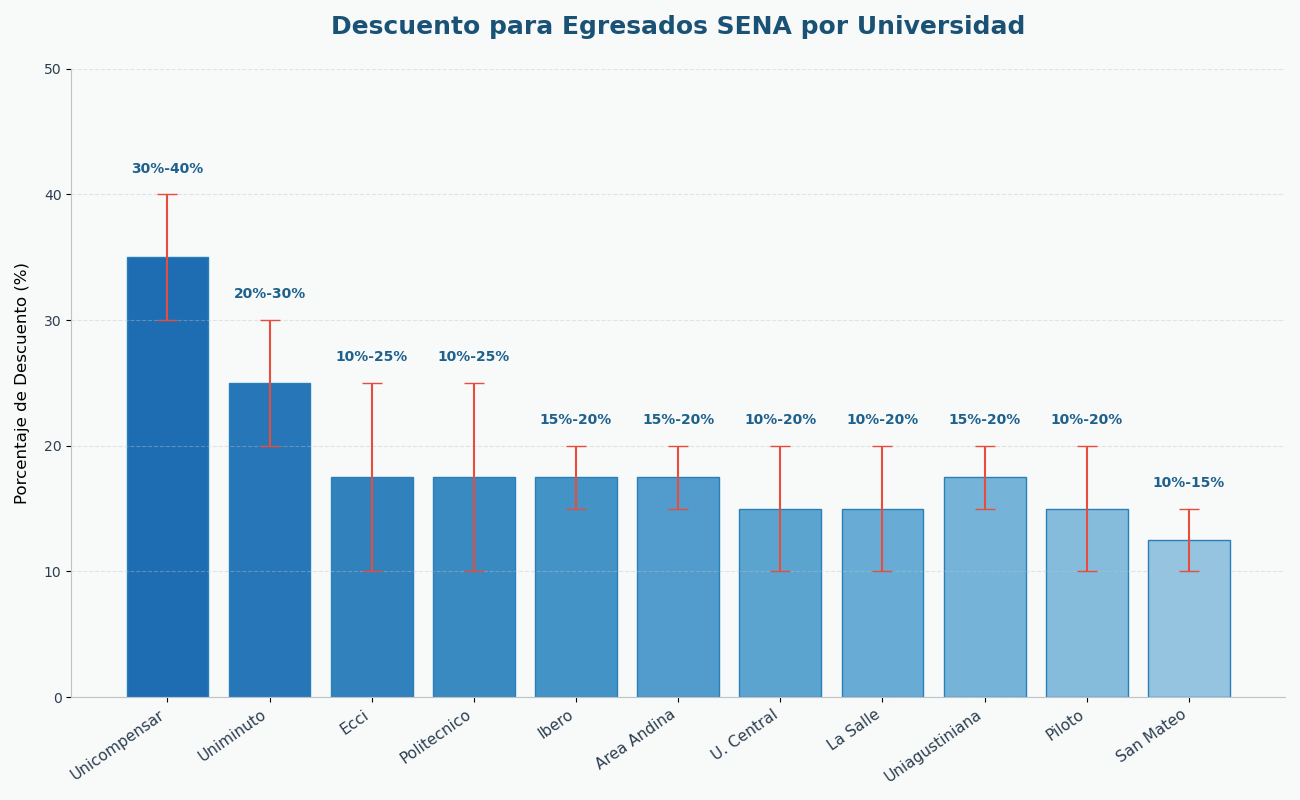 Descuento para Egresados SENA por Universidad
Porcentaje de Descuento (%)
50
40
30
20
10
0
30%-40%
20%-30%
10%-25%
10%-25%
15%-20%
15%-20%
10%-20%
10%-20%
15%-20%
10%-20%
10%-15%
Unicompensar
Uniminuto
Ecci
Politecnico
Ibero
Area Andina
U. Central
La Salle
Uniagustiniana
Piloto
San Mateo